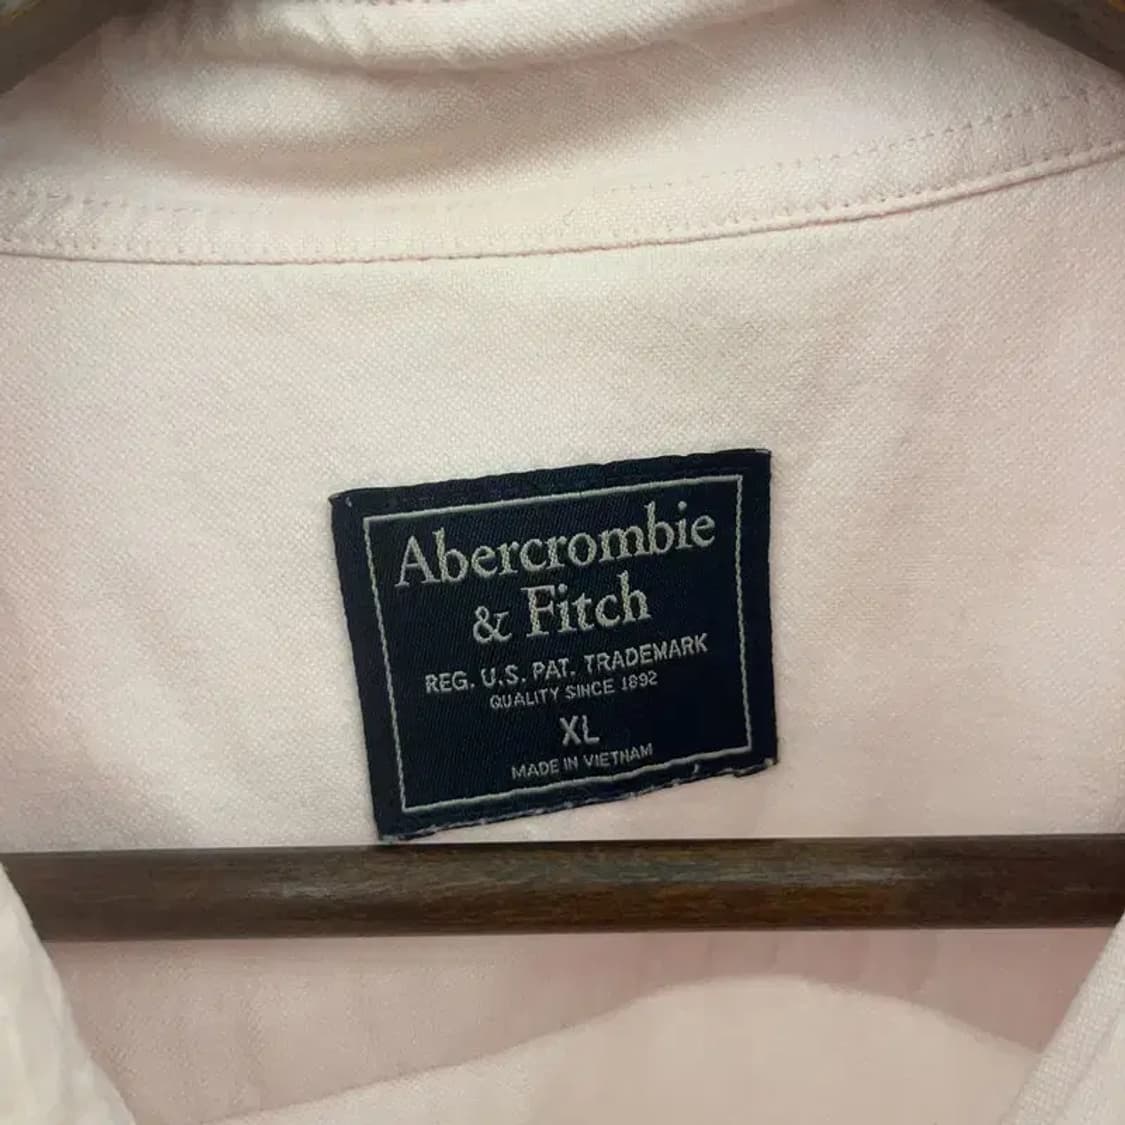 Abercrombie
& Fitch
REG. U.S. PAT. TRADEMARK
QUALITY SINCE 1892
XL
MADE IN VIETNAM